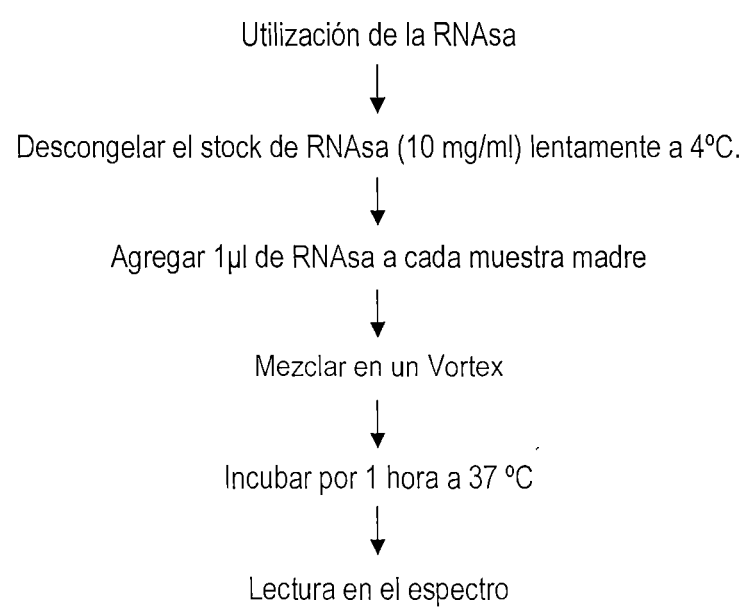 Utilización de la RNAsa
Descongelar el stock de RNAsa (10 mg/ml) lentamente a 4ºC.
Agregar 1µl de RNAsa a cada muestra madre
Mezclar en un Vortex
Incubar por 1 hora a 37 ºC
Lectura en el espectro